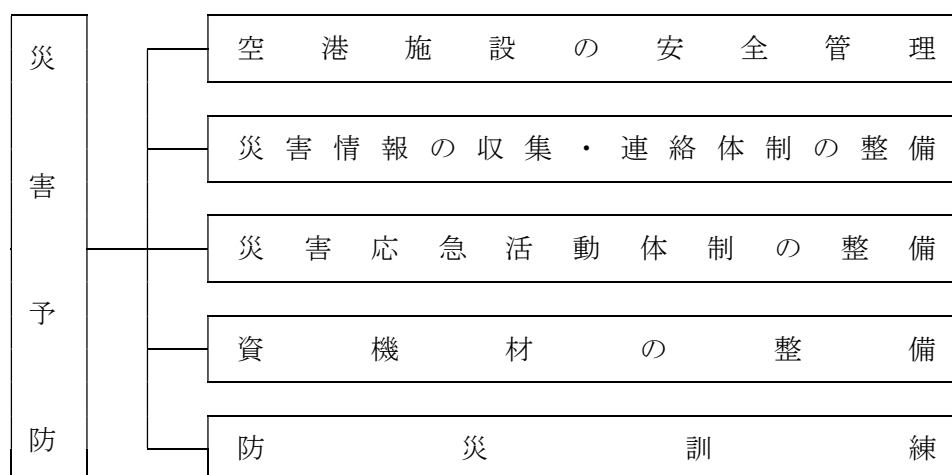 災害予防
空港施設の安全管理
災害情報の収集・連絡体制の整備
災害応急活動体制の整備
資機材の整備
防災訓練